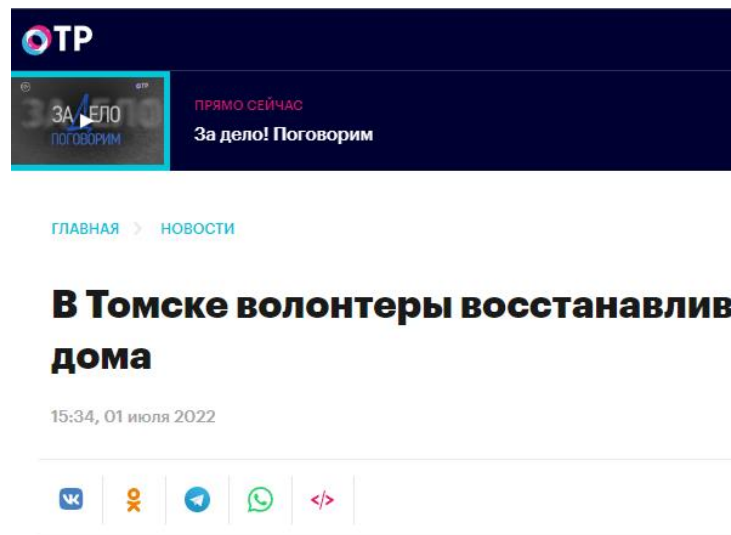 ОТР
ЗА ДЕЛО
ПОГОВОРИМ
ПРЯМО СЕЙЧАС
За дело! Поговорим
ГЛАВНАЯ > НОВОСТИ
В Томске волонтеры восстанавлив
дома
15:34, 01 июля 2022
</>